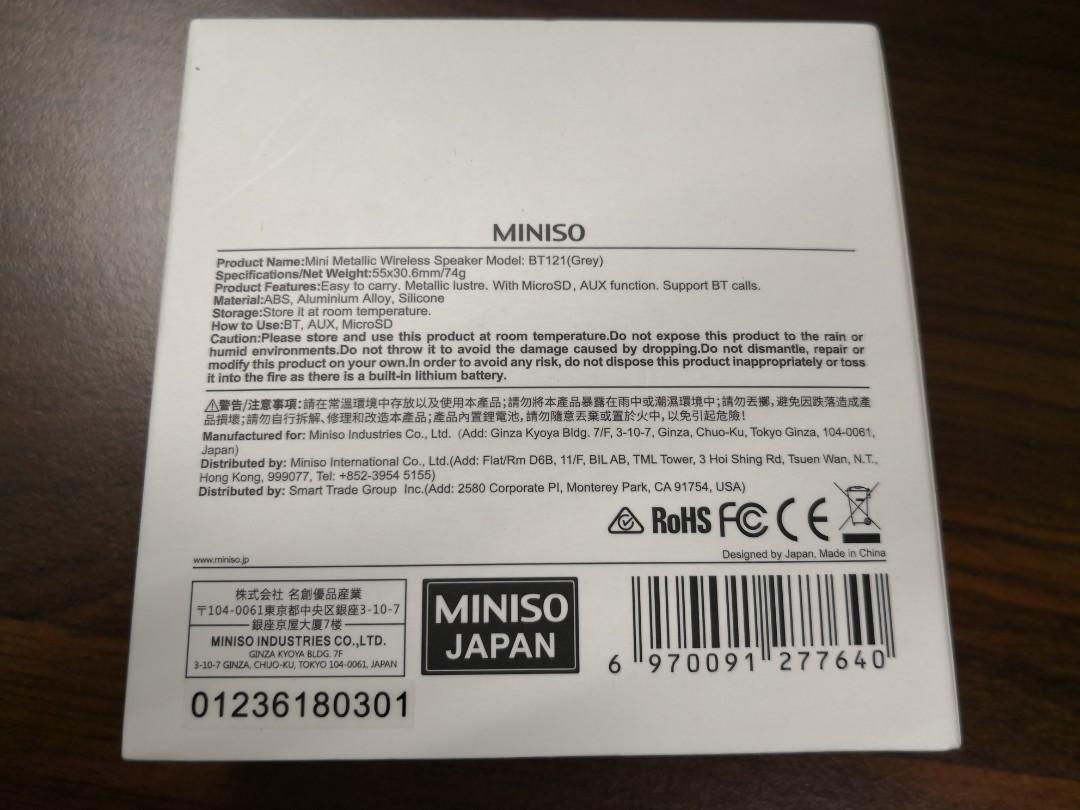 MINISO
Product Name:Mini Metallic Wireless Speaker Model: BT121(Grey)
Specifications/Net Weight:55x30.6mm/74g
Product Features:Easy to carry. Metallic lustre. With MicroSD, AUX function. Support BT calls.
Material:ABS, Aluminium Alloy, Silicone
Storage:Store it at room temperature.
How to Use:BT, AUX, MicroSD
Caution:Please store and use this product at room temperature.Do not expose this product to the rain or
humid environments.Do not throw it to avoid the damage caused by dropping.Do not dismantle, repair or
modify this product on your own.In order to avoid any risk, do not dispose this product inappropriately or toss
it into the fire as there is a built-in lithium battery.
⚠警告/注意事項:請在常溫環境中存放以及使用本產品;請勿將本產品暴露在雨中或潮濕環境中;請勿丟擲,避免因跌落造成產
品損壞;請勿自行拆解、修理和改造本產品;產品內置鋰電池,請勿隨意丟棄或置於火中,以免引起危險!
Manufactured for: Miniso Industries Co., Ltd. (Add: Ginza Kyoya Bldg. 7/F, 3-10-7, Ginza, Chuo-Ku, Tokyo Ginza, 104-0061,
Japan)
Distributed by: Miniso International Co., Ltd.(Add: Flat/Rm D6B, 11/F, BIL AB, TML Tower, 3 Hoi Shing Rd, Tsuen Wan, N.T.,
Hong Kong, 999077, Tel: +852-3954 5155)
Distributed by: Smart Trade Group Inc.(Add: 2580 Corporate Pl, Monterey Park, CA 91754, USA)
RoHS FC CE
www.miniso.jp
Designed by Japan, Made in China
株式会社 名創優品産業
〒104-0061東京都中央区銀座3-10-7
銀座京屋大厦7楼
MINISO INDUSTRIES CO.,LTD.
GINZA KYOYA BLDG. 7F
3-10-7 GINZA, CHUO-KU, TOKYO 104-0061, JAPAN
MINISO
JAPAN
6 970091 277640
01236180301